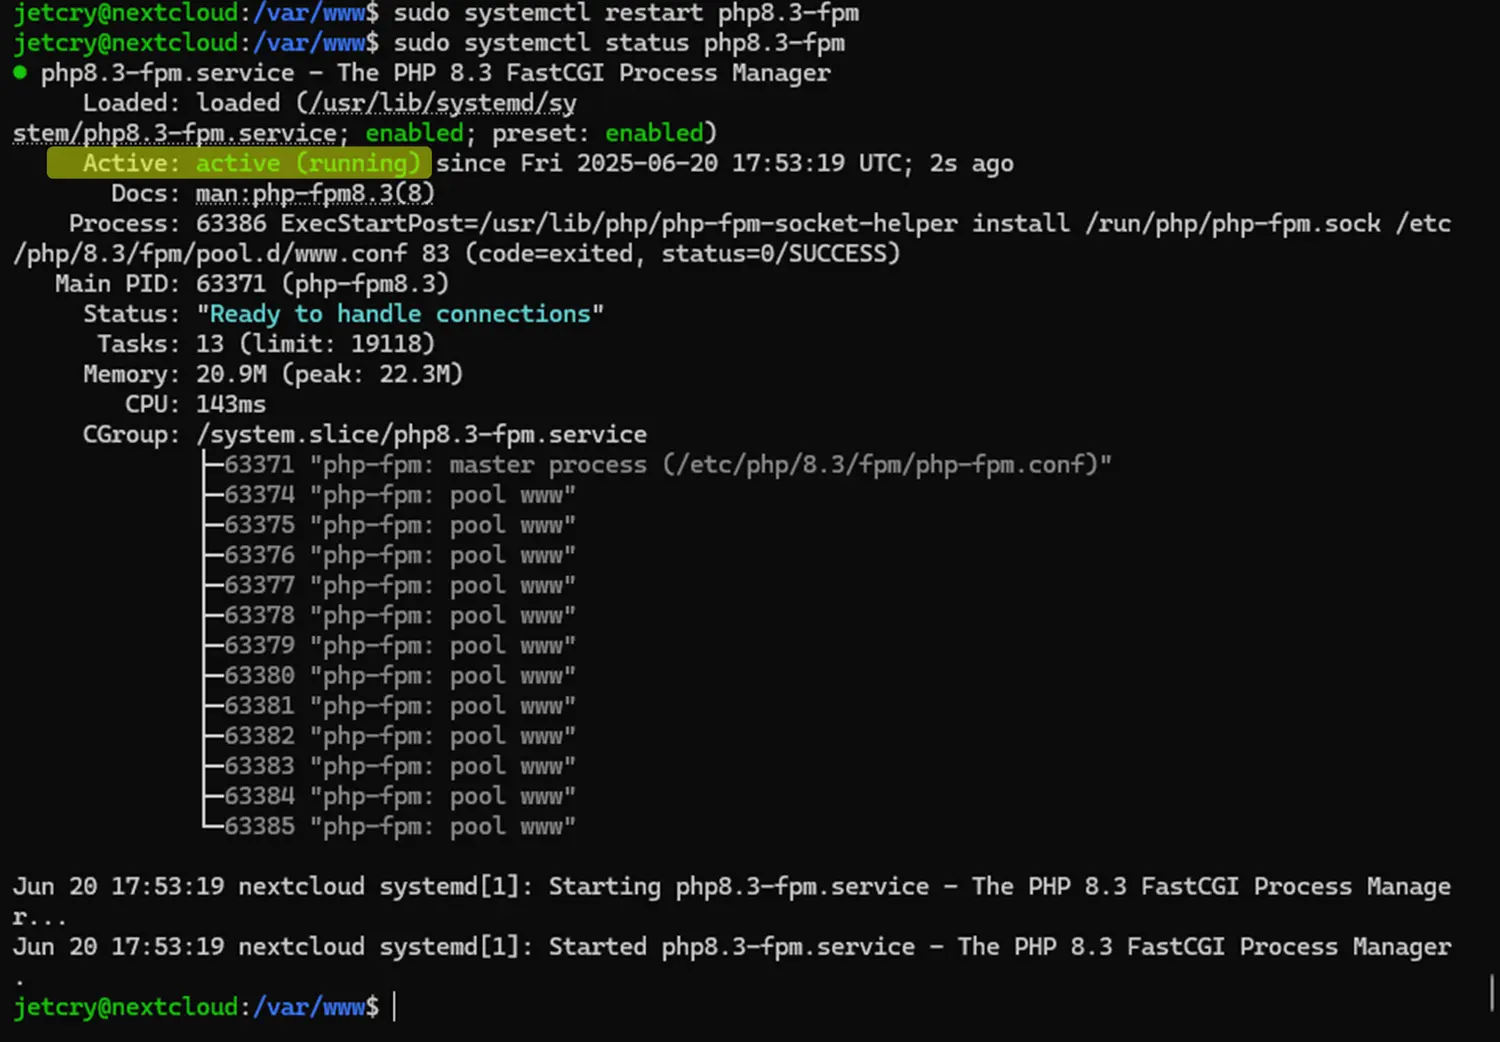 jetcry@nextcloud:/var/www$ sudo systemctl restart php8.3-fpm
jetcry@nextcloud:/var/www$ sudo systemctl status php8.3-fpm
● php8.3-fpm.service - The PHP 8.3 FastCGI Process Manager
Loaded: loaded (/usr/lib/systemd/sy
stem/php8.3-fpm.service; enabled; preset: enabled)
Active: active (running) since Fri 2025-06-20 17:53:19 UTC; 2s ago
Docs: man:php-fpm8.3(8)
Process: 63386 ExecStartPost=/usr/lib/php/php-fpm-socket-helper install /run/php/php-fpm.sock /etc
/php/8.3/fpm/pool.d/www.conf 83 (code=exited, status=0/SUCCESS)
Main PID: 63371 (php-fpm8.3)
Status: "Ready to handle connections"
Tasks: 13 (limit: 19118)
Memory: 20.9M (peak: 22.3M)
CPU: 143ms
CGroup: /system.slice/php8.3-fpm.service
├─63371 "php-fpm: master process (/etc/php/8.3/fpm/php-fpm.conf)"
├─63374 "php-fpm: pool www"
├─63375 "php-fpm: pool www"
├─63376 "php-fpm: pool www"
├─63377 "php-fpm: pool www"
├─63378 "php-fpm: pool www"
├─63379 "php-fpm: pool www"
├─63380 "php-fpm: pool www"
├─63381 "php-fpm: pool www"
├─63382 "php-fpm: pool www"
├─63383 "php-fpm: pool www"
├─63384 "php-fpm: pool www"
└─63385 "php-fpm: pool www"
Jun 20 17:53:19 nextcloud systemd[1]: Starting php8.3-fpm.service - The PHP 8.3 FastCGI Process Manage
r...
Jun 20 17:53:19 nextcloud systemd[1]: Started php8.3-fpm.service - The PHP 8.3 FastCGI Process Manager
.
jetcry@nextcloud:/var/www$